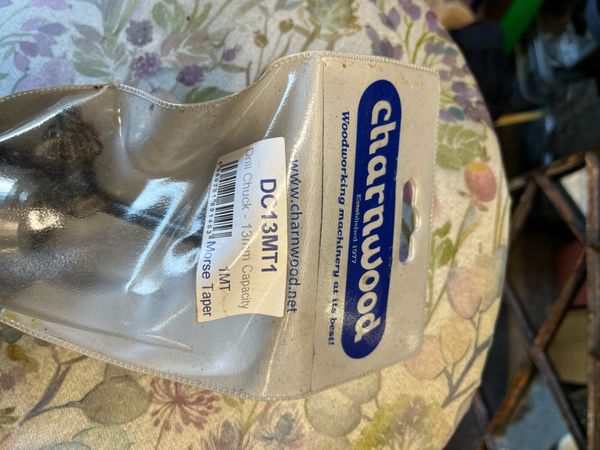 charnwood
Established 1977
Woodworking machinery at its best!
www.charnwood.net
DC13MT1
Drill Chuck - 13mm Capacity
1MT
Morse Taper